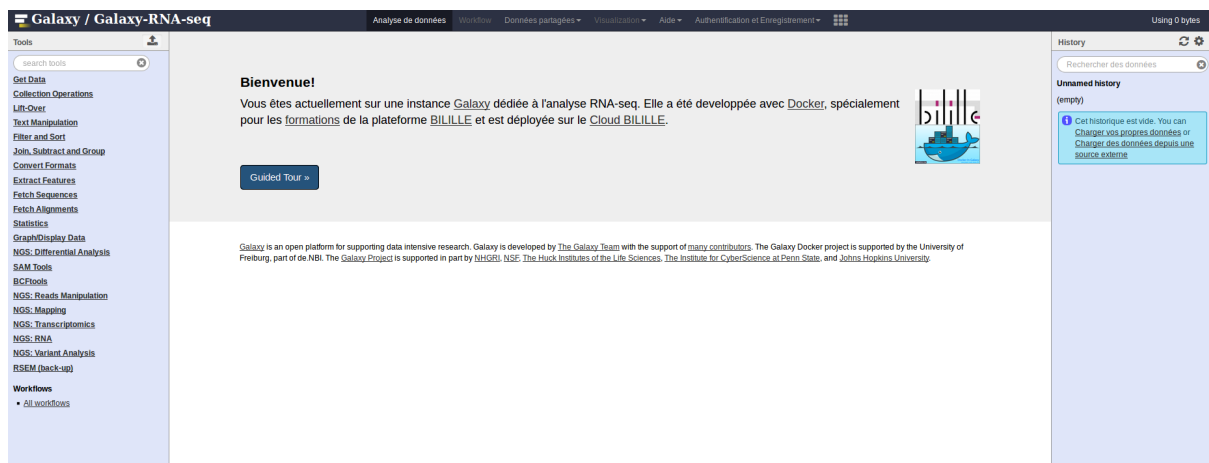 Galaxy / Galaxy-RNA-seq
Analyse de données Workflow Données partagées Visualization Aide Authentification et Enregistrement
Using 0 bytes
Tools
search tools
Get Data
Collection Operations
Lift-Over
Text Manipulation
Filter and Sort
Join, Subtract and Group
Convert Formats
Extract Features
Fetch Sequences
Fetch Alignments
Statistics
Graph/Display Data
NGS: Differential Analysis
SAM Tools
BCFtools
NGS: Reads Manipulation
NGS: Mapping
NGS: Transcriptomics
NGS: RNA
NGS: Variant Analysis
RSEM (back-up)
Workflows
All workflows
Bienvenue!
Vous êtes actuellement sur une instance Galaxy dédiée à l'analyse RNA-seq. Elle a été developpée avec Docker, spécialement
pour les formations de la plateforme BILILLE et est déployée sur le Cloud BILILLE.
bilille
Guided Tour »
Galaxy is an open platform for supporting data intensive research. Galaxy is developed by The Galaxy Team with the support of many contributors. The Galaxy Docker project is supported by the University of
Freiburg, part of de.NBI. The Galaxy Project is supported in part by NHGRI, NSF, The Huck Institutes of the Life Sciences, The Institute for CyberScience at Penn State, and Johns Hopkins University.
History
Rechercher des données
Unnamed history
(empty)
Cet historique est vide. You can
Charger vos propres données or
Charger des données depuis une
source externe